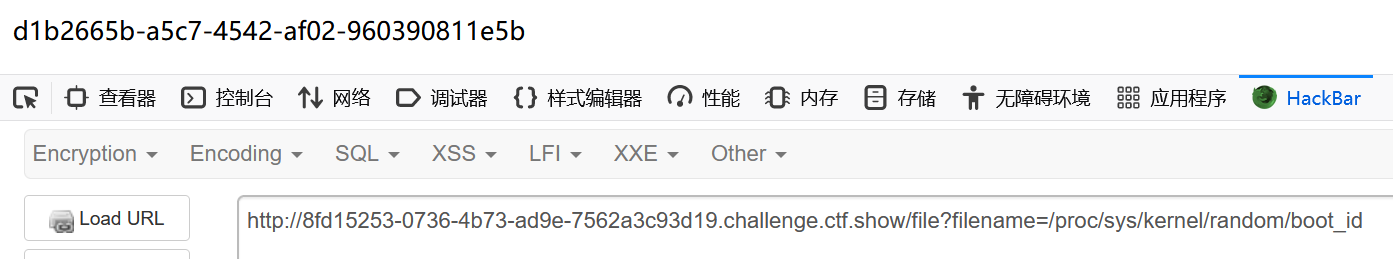 d1b2665b-a5c7-4542-af02-960390811e5b
查看器 控制台 网络 调试器 样式编辑器 性能 内存 存储 无障碍环境 应用程序 HackBar
Encryption Encoding SQL XSS LFI XXE Other
Load URL http://8fd15253-0736-4b73-ad9e-7562a3c93d19.challenge.ctf.show/file?filename=/proc/sys/kernel/random/boot_id